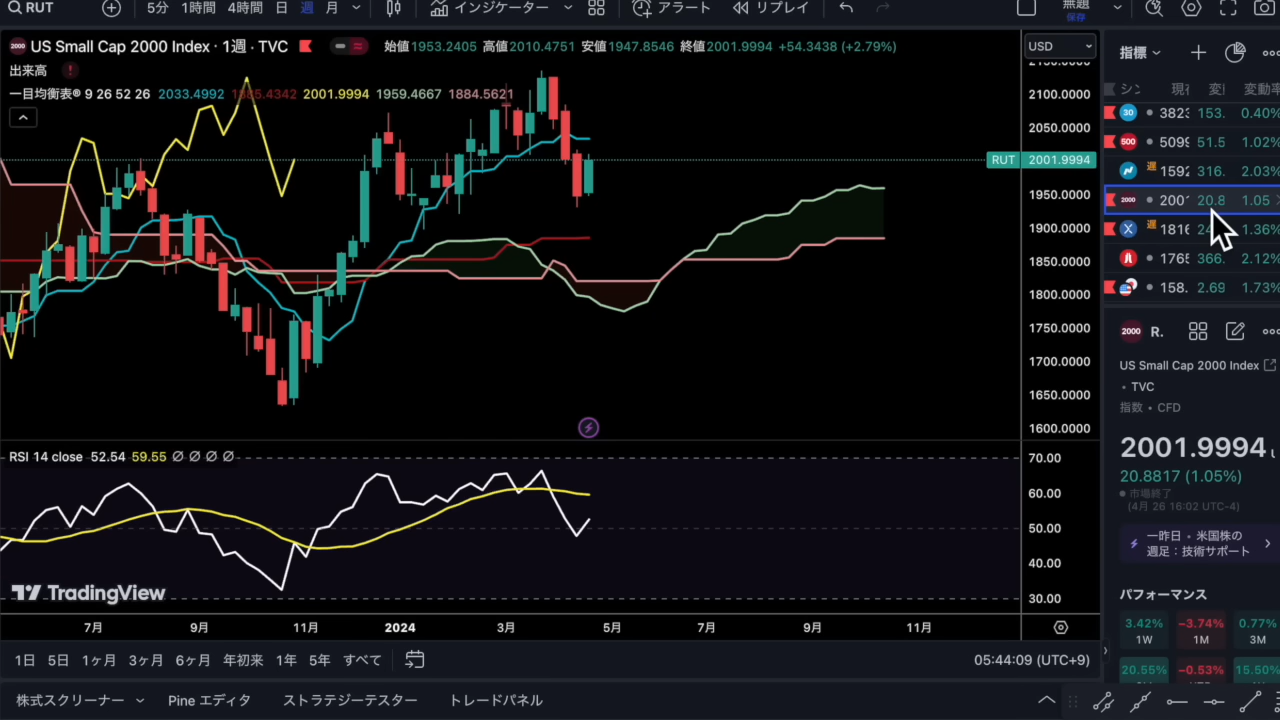 RUT 5分 1時間 4時間 日 週 月 インジケーター アラート リプレイ 無題
保存
US Small Cap 2000 Index · 1週 · TVC 始値1953.2405 高値2010.4751 安値1947.8546 終値2001.9994 +54.3438 (+2.79%)
出来高
一目均衡表® 9 26 52 26 2033.4992 1885.4342 2001.9994 1959.4667 1884.5621
USD
2100.0000
2050.0000
RUT 2001.9994
1950.0000
1900.0000
1850.0000
1800.0000
1750.0000
1700.0000
1650.0000
1600.0000
RSI 14 close 52.54 59.55
70.00
60.00
50.00
40.00
30.00
TradingView
7月 9月 11月 2024 3月 5月 7月 9月 11月
1日 5日 1ヶ月 3ヶ月 6ヶ月 年初来 1年 5年 すべて 05:44:09 (UTC+9)
株式スクリーナー Pine エディタ ストラテジーテスター トレードパネル
指標
変動率
30 3823 153. 0.40%
500 5099 51.5 1.02%
週 1592 316. 2.03%
2000 2001 20.8 1.05
週 1816 1.36%
1765 366. 2.12%
158. 2.69 1.73%
2000 R.
US Small Cap 2000 Index
• TVC
指数 • CFD
2001.9994
20.8817 (1.05%)
市場終了
(4月 26 16:02 UTC-4)
一昨日 • 米国株の
週足：技術サポート
パフォーマンス
3.42% −3.74% 0.77%
1W 1M 3M
20.55% −0.53% 15.50%